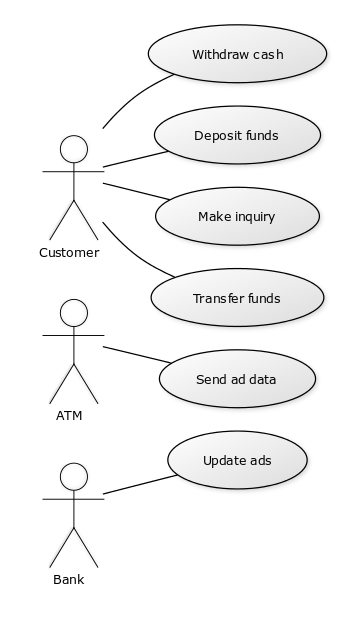 Withdraw cash
Deposit funds
Make inquiry
Customer
Transfer funds
Send ad data
ATM
Update ads
Bank